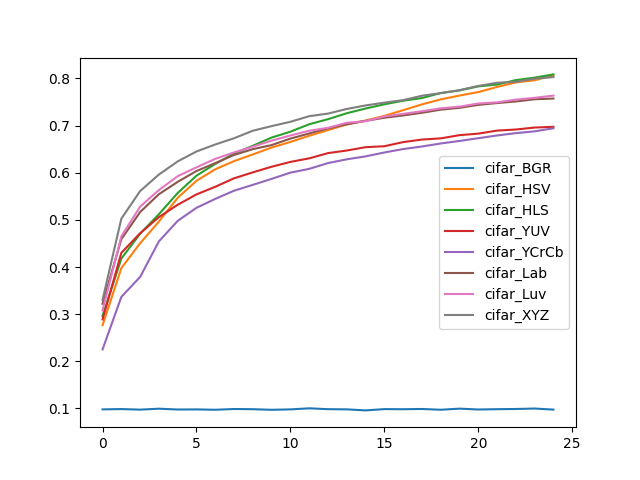 0.8
0.7
0.6
0.5
0.4
0.3
0.2
0.1
cifar_BGR
cifar_HSV
cifar_HLS
cifar_YUV
cifar_YCrCb
cifar_Lab
cifar_Luv
cifar_XYZ
0 5 10 15 20 25